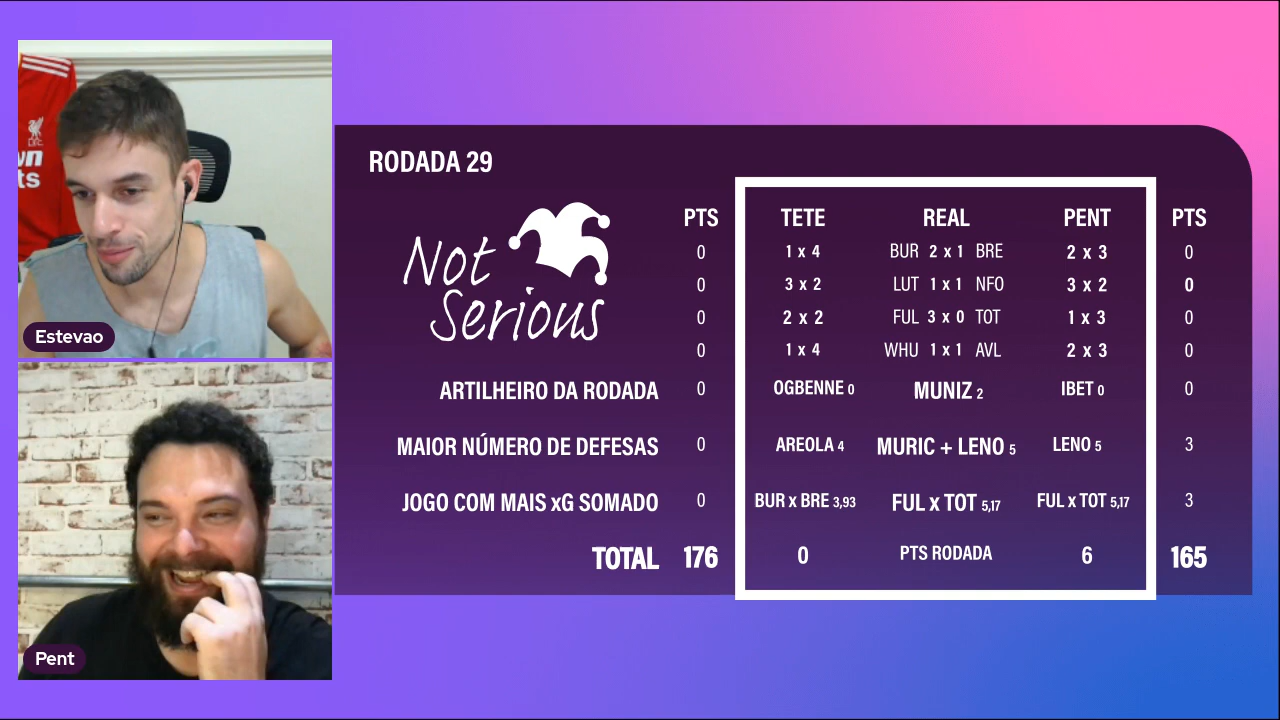 wn
ts
Estevao
Pent
RODADA 29
Not
Serious
PTS TETE REAL PENT PTS
0 1 x 4 BUR 2 x 1 BRE 2 x 3 0
0 3 x 2 LUT 1 x 1 NFO 3 x 2 0
0 2 x 2 FUL 3 x 0 TOT 1 x 3 0
0 1 x 4 WHU 1 x 1 AVL 2 x 3 0
ARTILHEIRO DA RODADA 0 OGBENNE 0 MUNIZ 2 IBET 0 0
MAIOR NÚMERO DE DEFESAS 0 AREOLA 4 MURIC + LENO 5 LENO 5 3
JOGO COM MAIS xG SOMADO 0 BUR x BRE 3,93 FUL x TOT 5,17 FUL x TOT 5,17 3
TOTAL 176 0 PTS RODADA 6 165